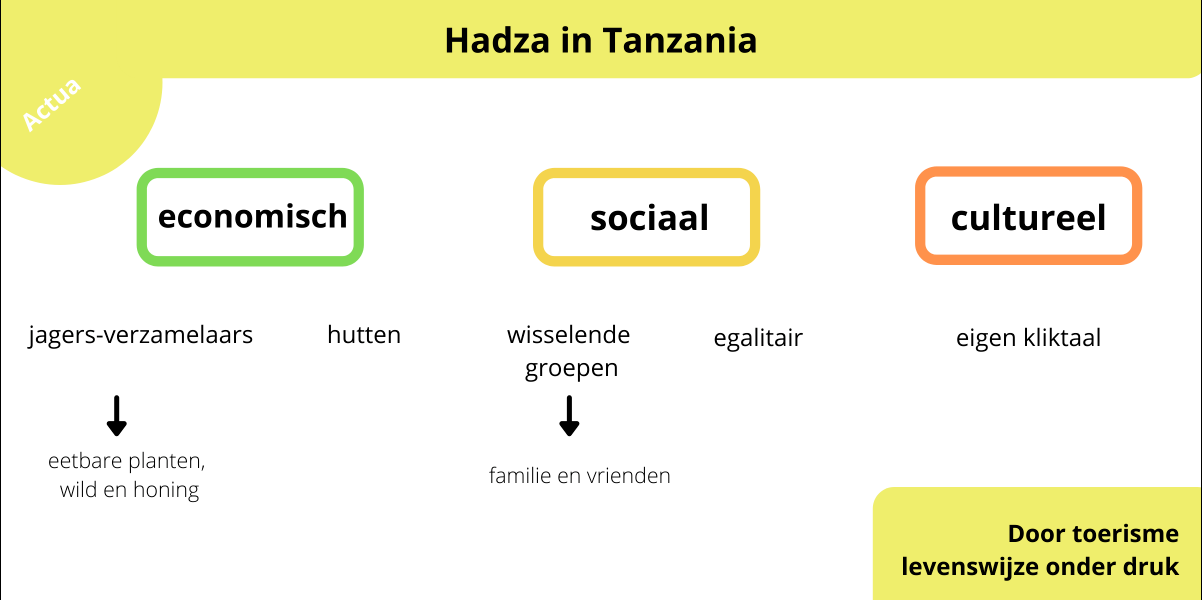 Hadza in Tanzania
Actua
economisch
sociaal
cultureel
jagers-verzamelaars
hutten
wisselende
groepen
egalitair
eigen kliktaal
eetbare planten,
wild en honing
familie en vrienden
Door toerisme
levenswijze onder druk